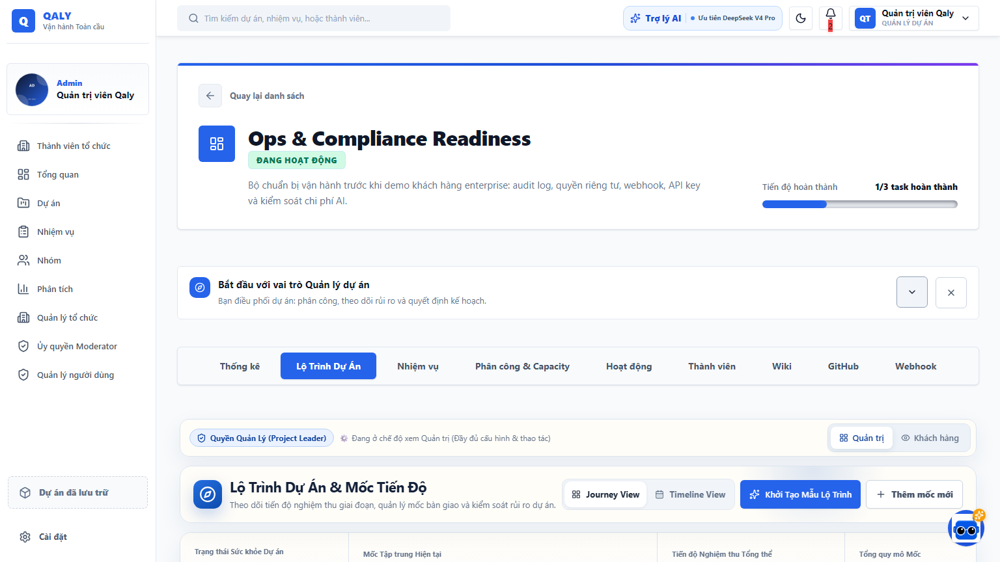 QALY
Vận hành Toàn cầu
Tìm kiếm dự án, nhiệm vụ, hoặc thành viên...
Trợ lý AI
Ưu tiên DeepSeek V4 Pro
2
QT
Quản trị viên Qaly
QUẢN LÝ DỰ ÁN
Admin
Quản trị viên Qaly
Thành viên tổ chức
Tổng quan
Dự án
Nhiệm vụ
Nhóm
Phân tích
Quản lý tổ chức
Ủy quyền Moderator
Quản lý người dùng
Dự án đã lưu trữ
Cài đặt
Quay lại danh sách
Ops & Compliance Readiness
ĐANG HOẠT ĐỘNG
Bộ chuẩn bị vận hành trước khi demo khách hàng enterprise: audit log, quyền riêng tư, webhook, API key
và kiểm soát chi phí AI.
Tiến độ hoàn thành
1/3 task hoàn thành
Bắt đầu với vai trò Quản lý dự án
Bạn điều phối dự án: phân công, theo dõi rủi ro và quyết định kế hoạch.
Thống kê
Lộ Trình Dự Án
Nhiệm vụ
Phân công & Capacity
Hoạt động
Thành viên
Wiki
GitHub
Webhook
Quyền Quản Lý (Project Leader)
Đang ở chế độ xem Quản trị (Đầy đủ cấu hình & thao tác)
Quản trị
Khách hàng
Lộ Trình Dự Án & Mốc Tiến Độ
Theo dõi tiến độ nghiệm thu giai đoạn, quản lý mốc bàn giao và kiểm soát rủi ro dự án.
Journey View
Timeline View
Khởi Tạo Mẫu Lộ Trình
Thêm mốc mới
Trạng thái Sức khỏe Dự án
Mốc Tập trung Hiện tại
Tiến độ Nghiệm thu Tổng thể
Tổng quy mô Mốc